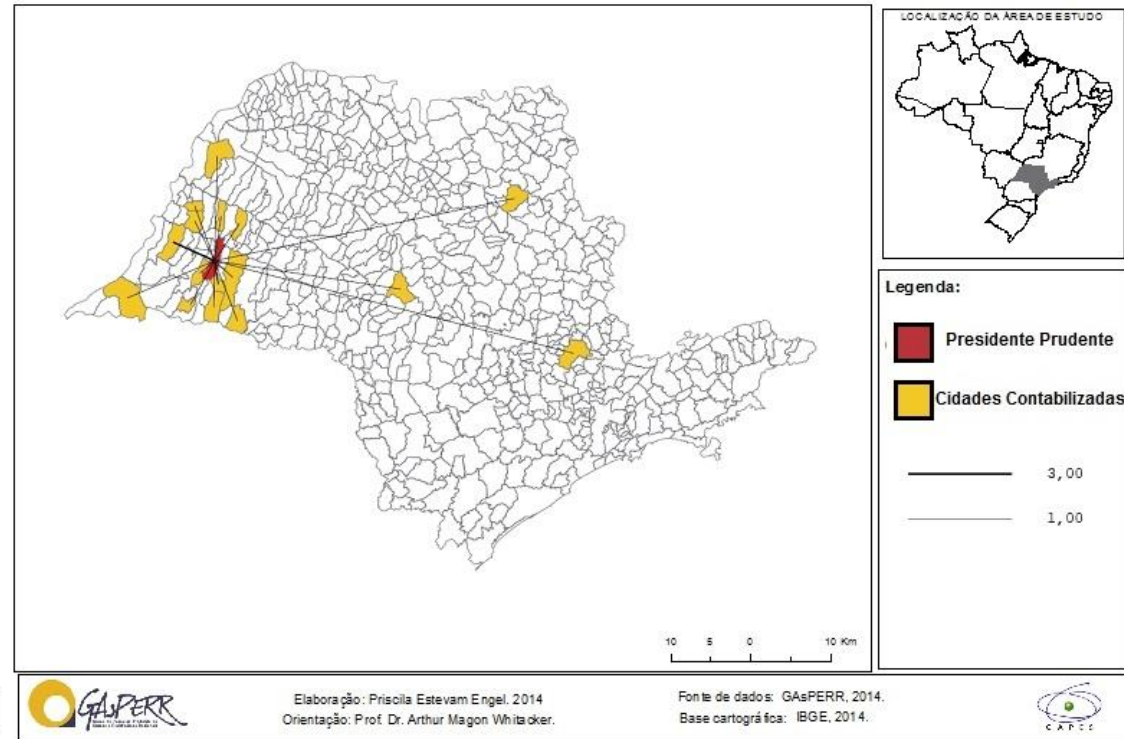 LOCALIZAÇÃO DA ÁREA DE ESTUDO
Legenda:
Presidente Prudente
Cidades Contabilizadas
3,00
1,00
10 5 0 10 Km
GAsPERR
Elaboração: Priscila Estevam Engel. 2014
Orientação: Prof. Dr. Arthur Magon Whitacker.
Fonte de dados: GAsPERR, 2014.
Base cartográfica: IBGE, 2014.
CAPES